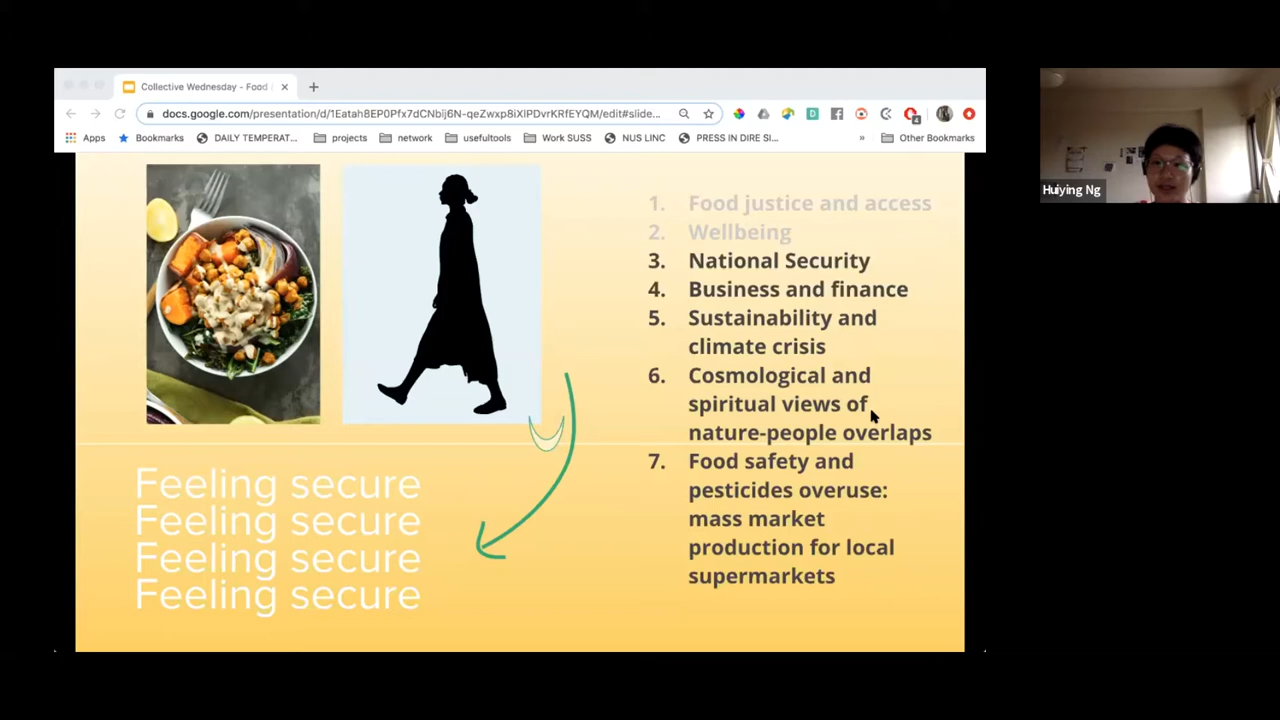 Collective Wednesday - Food
docs.google.com/presentation/d/1Eatah8EP0Pfx7dCNbij6N-qeZwxp8iXlPDvrKRfEYQM/edit#slide...
Apps
Bookmarks
DAILY TEMPERAT...
projects
network
usefultools
Work SUSS
NUS LINC
PRESS IN DIRE SI...
»
Other Bookmarks
Huiying Ng
1. Food justice and access
2. Wellbeing
3. National Security
4. Business and finance
5. Sustainability and
climate crisis
6. Cosmological and
spiritual views of
nature-people overlaps
7. Food safety and
pesticides overuse:
mass market
production for local
supermarkets
Feeling secure
Feeling secure
Feeling secure
Feeling secure